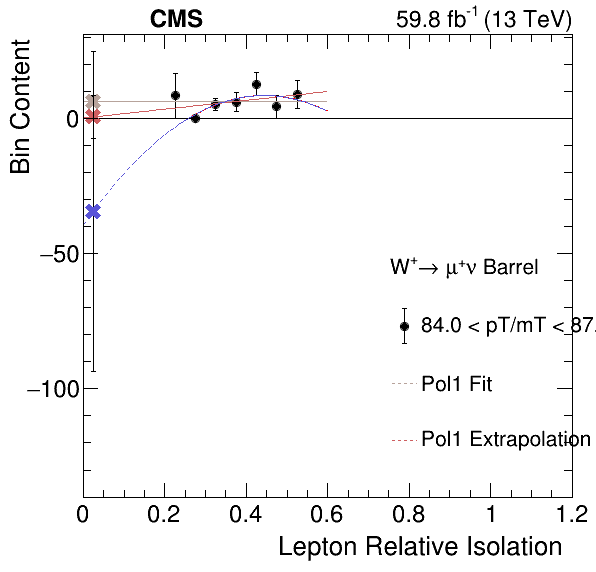 CMS 59.8 fb⁻¹ (13 TeV)
Bin Content
0
−50
−100
W⁺→ μ⁺ν Barrel
84.0 < pT/mT < 87.
Pol1 Fit
Pol1 Extrapolation
0 0.2 0.4 0.6 0.8 1 1.2
Lepton Relative Isolation